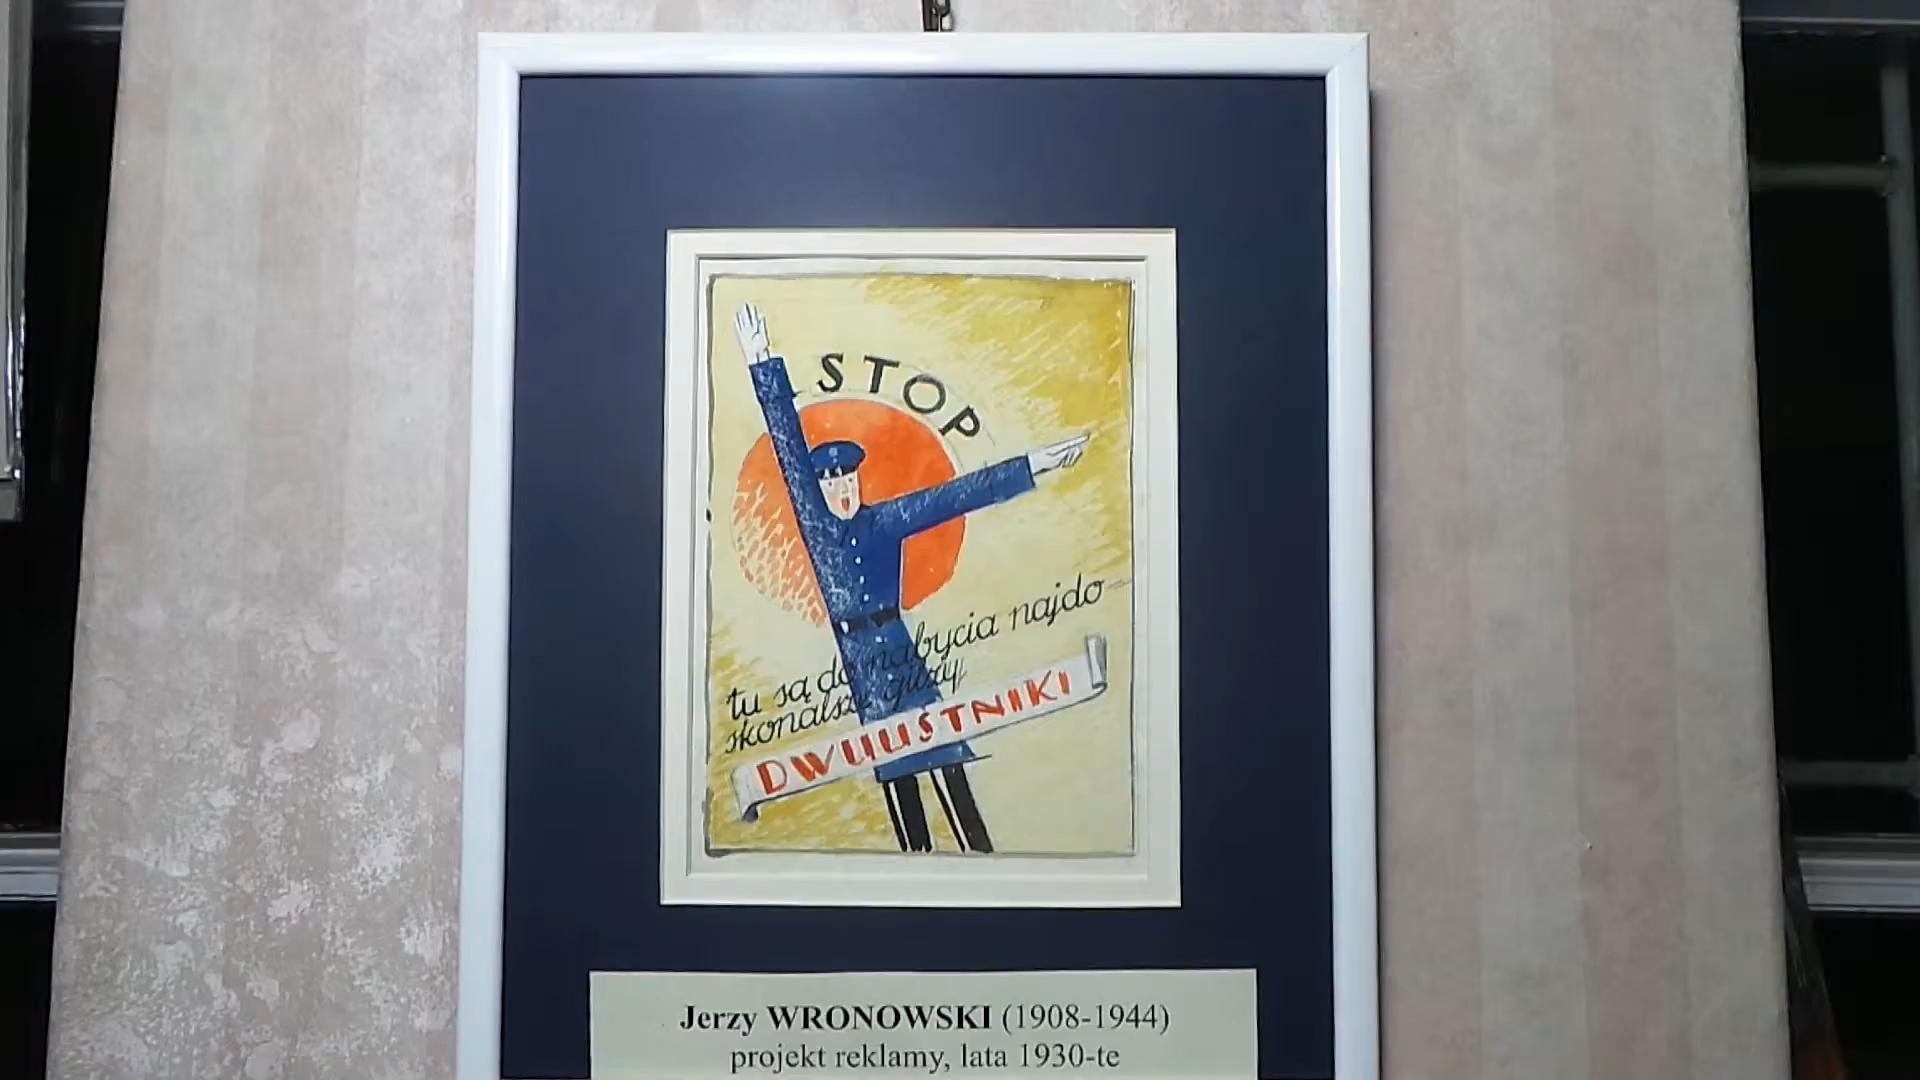 STOP
tu są do nabycia najdo-
skonalsze gilzy
DWUUSTNIKI
Jerzy WRONOWSKI (1908-1944)
projekt reklamy, lata 1930-te